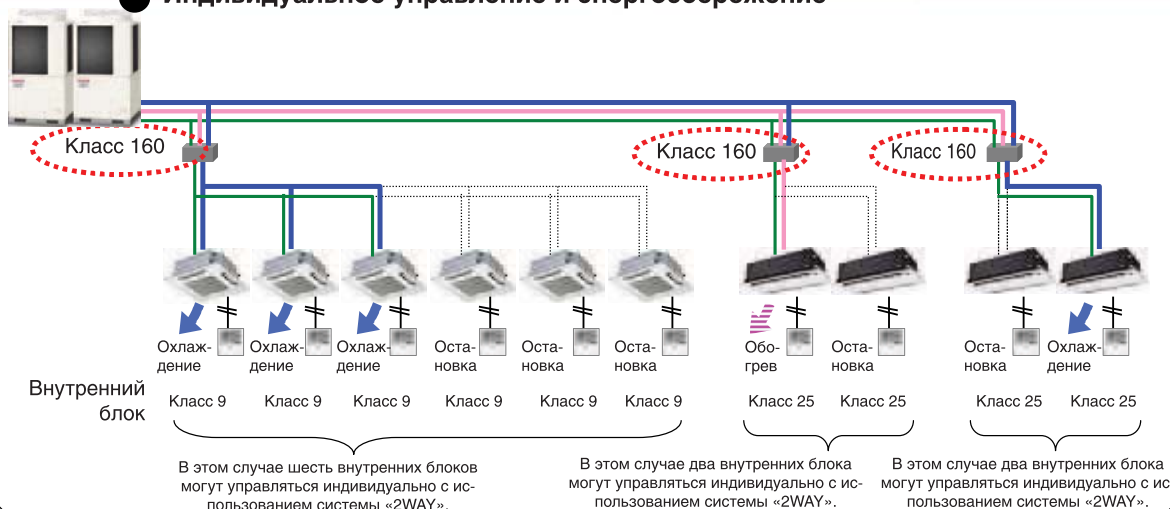 Индивидуальное управление и энергосбережение
Класс 160
Класс 160
Класс 160
Охлаж-
дение
Охлаж-
дение
Охлаж-
дение
Оста-
новка
Оста-
новка
Оста-
новка
Обо-
грев
Оста-
новка
Оста-
новка
Охлаж-
дение
Внутренний
блок
Класс 9
Класс 9
Класс 9
Класс 9
Класс 9
Класс 9
Класс 25
Класс 25
Класс 25
Класс 25
В этом случае шесть внутренних блоков
могут управляться индивидуально с ис-
пользованием системы «2WAY».
В этом случае два внутренних блока
могут управляться индивидуально с ис-
пользованием системы «2WAY».
В этом случае два внутренних блока
могут управляться индивидуально с ис
пользованием системы «2WAY».